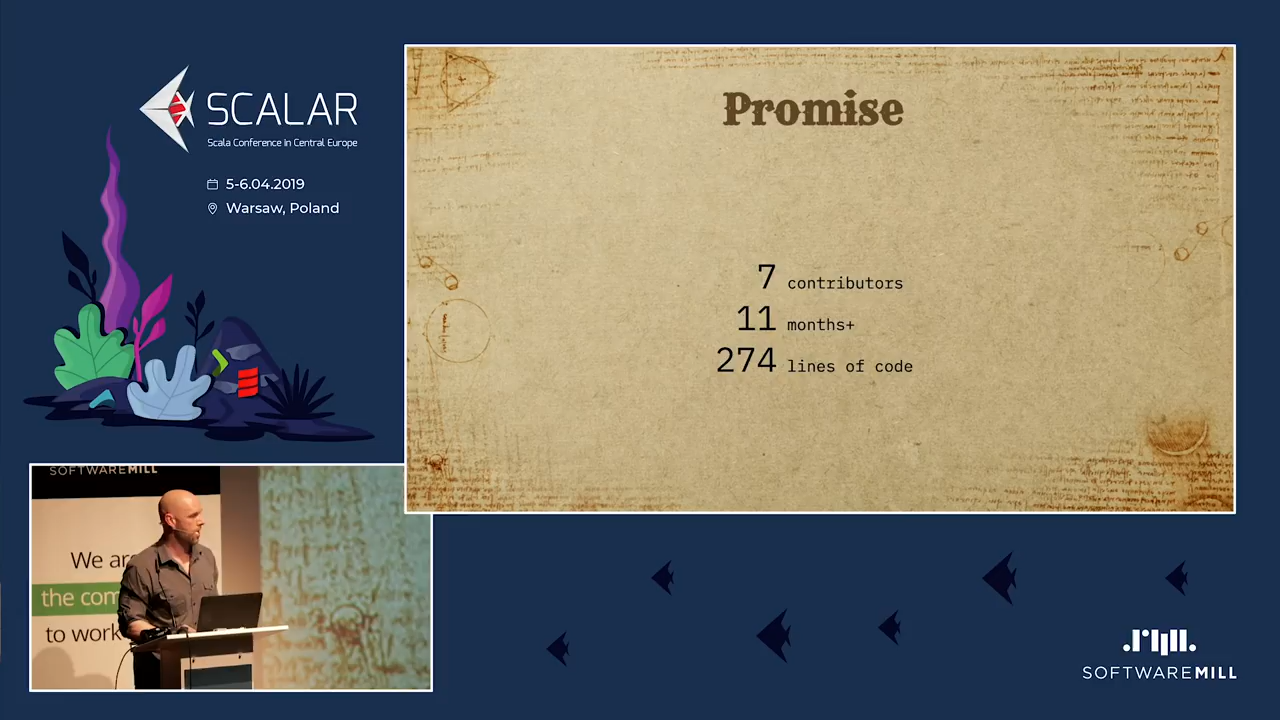 SCALAR
Scala Conference in Central Europe
5-6.04.2019
Warsaw, Poland
Promise
7 contributors
11 months+
274 lines of code
SOFTWAREMILL
We are
the com
to work
SOFTWAREMILL